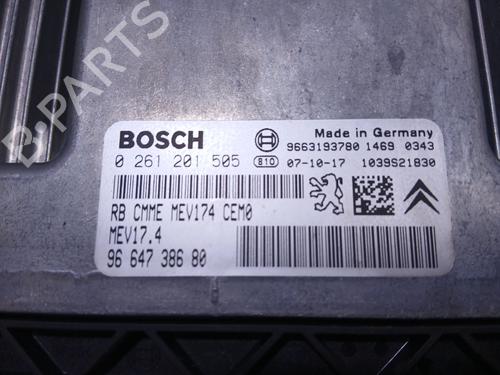 B-PARTS
BOSCH
Made in Germany
9663193780 1469 0343
0 261 201 505
810 07-10-17 1039S21830
RB CMME MEV174 CEM0
MEV17.4
96 647 386 80